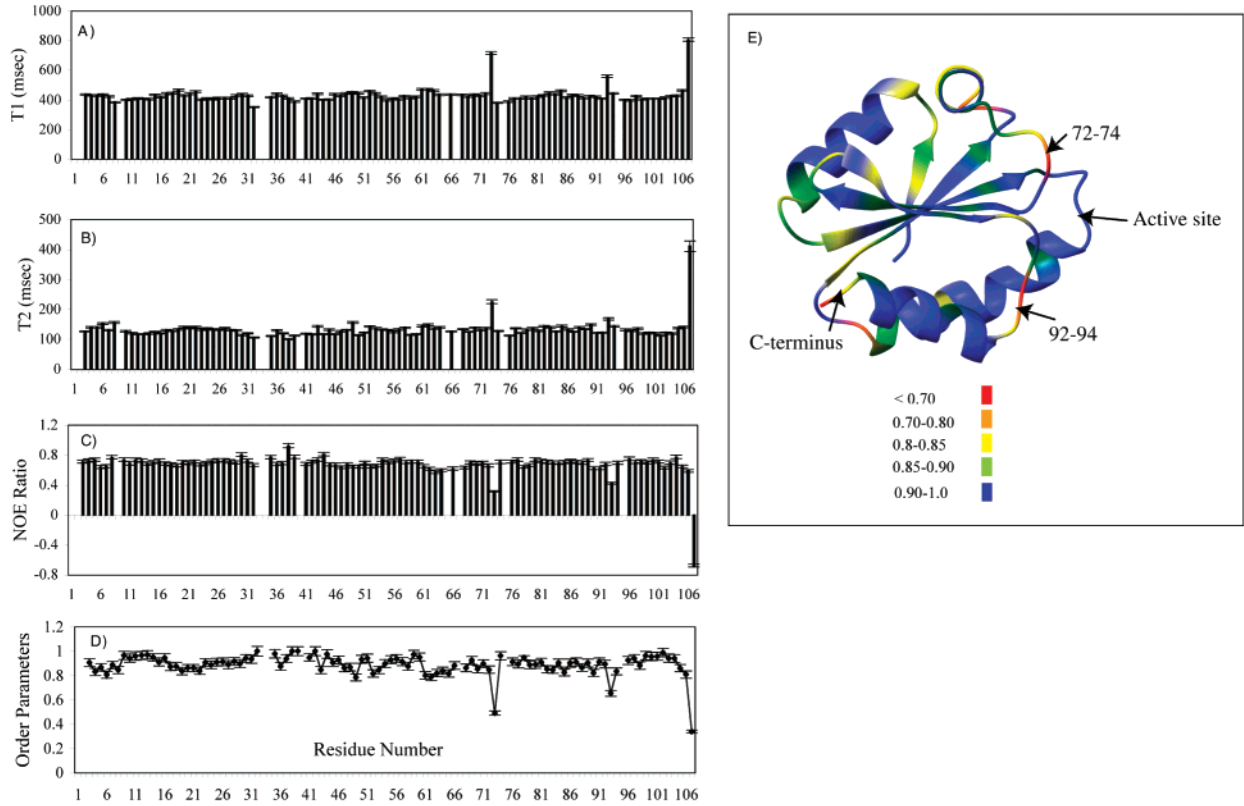 A)
T1 (msec)
1000
800
600
400
200
0
1 6 11 16 21 26 31 36 41 46 51 56 61 66 71 76 81 86 91 96 101 106
B)
T2 (msec)
500
400
300
200
100
0
1 6 11 16 21 26 31 36 41 46 51 56 61 66 71 76 81 86 91 96 101 106
C)
NOE Ratio
1.2
0.8
0.4
0
-0.4
-0.8
1 6 11 16 21 26 31 36 41 46 51 56 61 66 71 76 81 86 91 96 101 106
D)
Order Parameters
1.2
1
0.8
0.6
0.4
0.2
0
Residue Number
1 6 11 16 21 26 31 36 41 46 51 56 61 66 71 76 81 86 91 96 101 106
E)
72-74
Active site
92-94
C-terminus
< 0.70
0.70-0.80
0.8-0.85
0.85-0.90
0.90-1.0